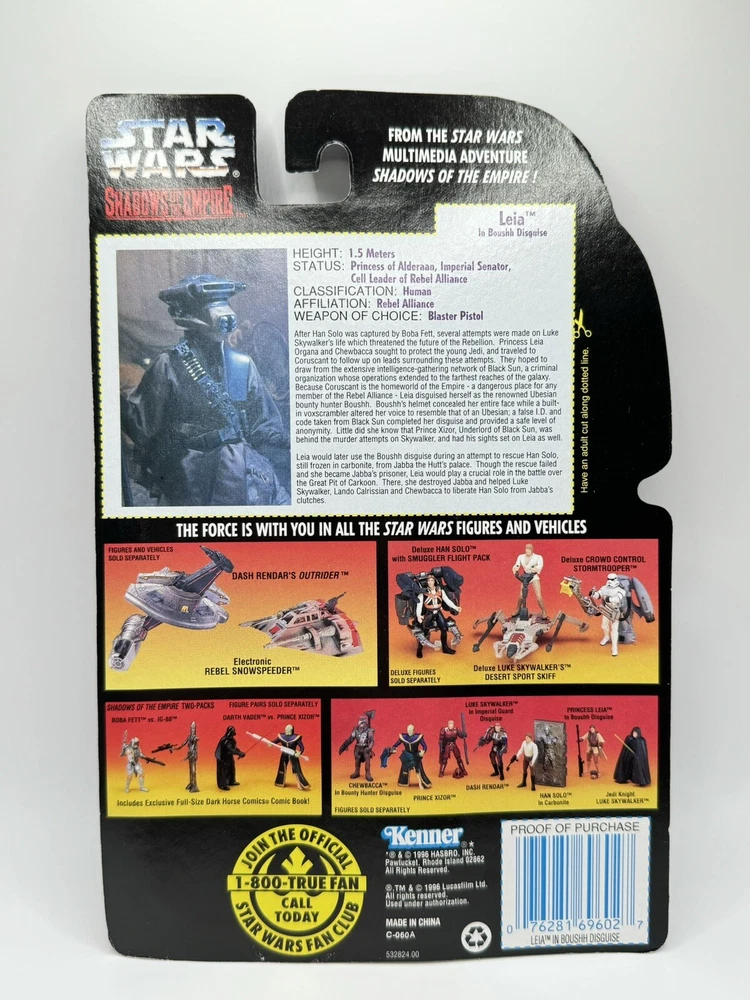 STAR
WARS®
SHADOWS OF THE EMPIRE
FROM THE STAR WARS
MULTIMEDIA ADVENTURE
SHADOWS OF THE EMPIRE !
Leia™
In Boushh Disguise
HEIGHT: 1.5 Meters
STATUS: Princess of Alderaan, Imperial Senator,
Cell Leader of Rebel Alliance
CLASSIFICATION: Human
AFFILIATION: Rebel Alliance
WEAPON OF CHOICE: Blaster Pistol
After Han Solo was captured by Boba Fett, several attempts were made on Luke
Skywalker's life which threatened the future of the Rebellion. Princess Leia
Organa and Chewbacca sought to protect the young Jedi, and traveled to
Coruscant to follow up on leads surrounding these attempts. They hoped to
draw from the extensive intelligence-gathering network of Black Sun, a criminal
organization whose operations extended to the farthest reaches of the galaxy.
Because Coruscant is the homeworld of the Empire - a dangerous place for any
member of the Rebel Alliance - Leia disguised herself as the renowned Ubesian
bounty hunter Boushh. Boushh's helmet concealed her entire face while a built-
in voxscrambler altered her voice to resemble that of an Ubesian; a false I.D. and
code taken from Black Sun completed her disguise and provided a safe level of
anonymity. Little did she know that Prince Xizor, Underlord of Black Sun, was
behind the murder attempts on Skywalker, and had his sights set on Leia as well.
Leia would later use the Boushh disguise during an attempt to rescue Han Solo,
still frozen in carbonite, from Jabba the Hutt's palace. Though the rescue failed
and she became Jabba's prisoner, Leia would play a crucial role in the battle over
the Great Pit of Carkoon. There, she destroyed Jabba and helped Luke
Skywalker, Lando Calrissian and Chewbacca to liberate Han Solo from Jabba's
clutches.
Have an adult cut along dotted line.
THE FORCE IS WITH YOU IN ALL THE STAR WARS FIGURES AND VEHICLES
FIGURES AND VEHICLES
SOLD SEPARATELY
DASH RENDAR'S OUTRIDER™
Electronic
REBEL SNOWSPEEDER™
Deluxe HAN SOLO™
with SMUGGLER FLIGHT PACK
Deluxe CROWD CONTROL
STORMTROOPER™
DELUXE FIGURES
SOLD SEPARATELY
Deluxe LUKE SKYWALKER'S™
DESERT SPORT SKIFF
SHADOWS OF THE EMPIRE TWO-PACKS
FIGURE PAIRS SOLD SEPARATELY
BOBA FETT™ vs. IG-88™
DARTH VADER™ vs. PRINCE XIZOR™
Includes Exclusive Full-Size Dark Horse Comics® Comic Book!
LUKE SKYWALKER™
in Imperial Guard
Disguise
PRINCESS LEIA™
in Boushh Disguise
CHEWBACCA™
in Bounty Hunter Disguise
PRINCE XIZOR™
DASH RENDAR™
HAN SOLO™
in Carbonite
Jedi Knight
LUKE SKYWALKER™
FIGURES SOLD SEPARATELY
JOIN THE OFFICIAL
1-800-TRUE FAN
CALL
TODAY
STAR WARS FAN CLUB
Kenner®*
*® & © 1996 HASBRO, INC.
Pawtucket, Rhode Island 02862
All Rights Reserved.
®,TM & © 1996 Lucasfilm Ltd.
All rights reserved.
Used under authorization.
MADE IN CHINA
C-060A
532824.00
PROOF OF PURCHASE
0 76281 69602 7
LEIA™ IN BOUSHH DISGUISE